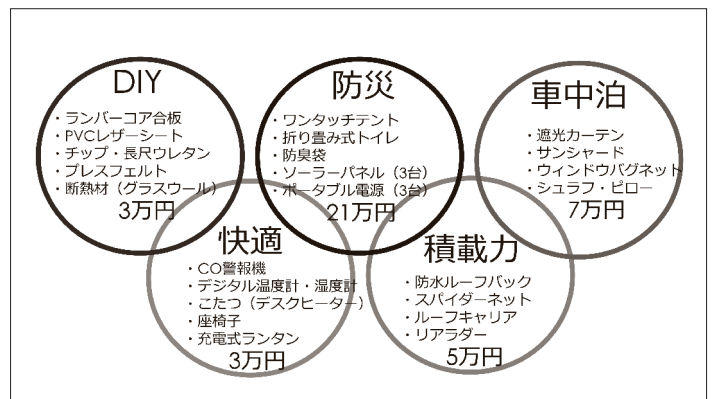 DIY
・ランバーコア合板
・PVCレザーシート
・チップ・長尺ウレタン
・プレスフェルト
・断熱材（グラスウール）
3万円
防災
・ワンタッチテント
・折り畳み式トイレ
・防臭袋
・ソーラーパネル（3台）
・ポータブル電源（3台）
21万円
車中泊
・遮光カーテン
・サンシャード
・ウィンドウバグネット
・シュラフ・ピロー
7万円
快適
・CO警報機
・デジタル温度計・湿度計
・こたつ（デスクヒーター）
・座椅子
・充電式ランタン
3万円
積載力
・防水ルーフバック
・スパイダーネット
・ルーフキャリア
・リアラダー
5万円